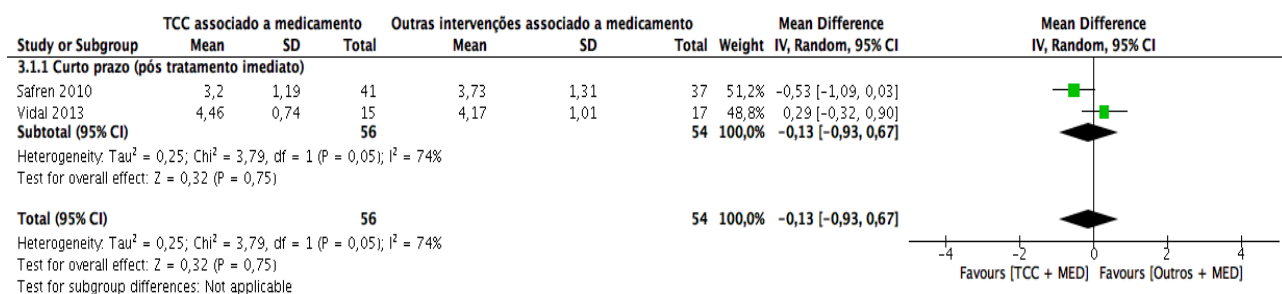 TCC associado a medicamento Outras intervenções associado a medicamento Mean Difference Mean Difference
Study or Subgroup Mean SD Total Mean SD Total Weight IV, Random, 95% CI IV, Random, 95% CI
3.1.1 Curto prazo (pós tratamento imediato)
Safren 2010 3,2 1,19 41 3,73 1,31 37 51,2% -0,53 [-1,09, 0,03]
Vidal 2013 4,46 0,74 15 4,17 1,01 17 48,8% 0,29 [-0,32, 0,90]
Subtotal (95% CI) 56 54 100,0% -0,13 [-0,93, 0,67]
Heterogeneity: Tau² = 0,25; Chi² = 3,79, df = 1 (P = 0,05); I² = 74%
Test for overall effect: Z = 0,32 (P = 0,75)
Total (95% CI) 56 54 100,0% -0,13 [-0,93, 0,67]
Heterogeneity: Tau² = 0,25; Chi² = 3,79, df = 1 (P = 0,05); I² = 74%
Test for overall effect: Z = 0,32 (P = 0,75)
Test for subgroup differences: Not applicable
-4 -2 0 2 4
Favours [TCC + MED] Favours [Outros + MED]